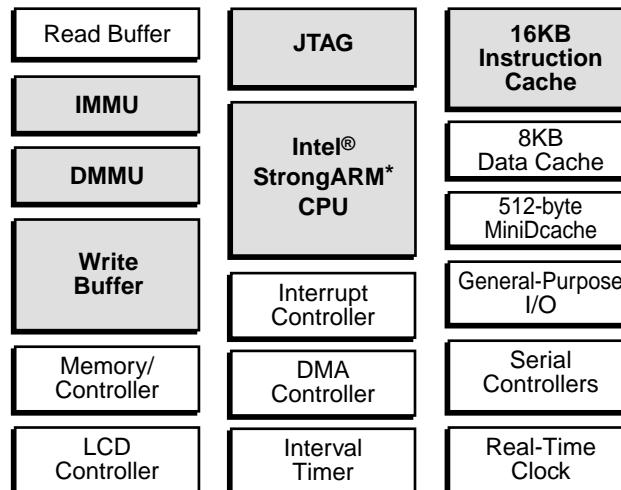 Read Buffer
IMMU
DMMU
Write
Buffer
Memory/
Controller
LCD
Controller
JTAG
Intel®
StrongARM*
CPU
Interrupt
Controller
DMA
Controller
Interval
Timer
16KB
Instruction
Cache
8KB
Data Cache
512-byte
MiniDcache
General-Purpose
I/O
Serial
Controllers
Real-Time
Clock